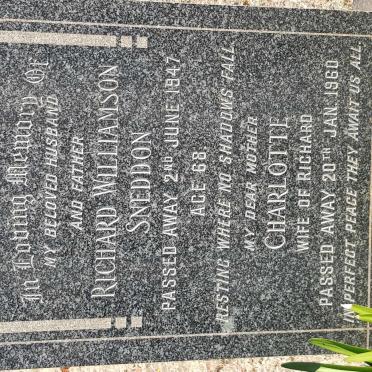 In Loving Memory Of
MY BELOVED HUSBAND
AND FATHER
RICHARD WILLIAMSON
SNEDDON
PASSED AWAY 2ND JUNE 1947
AGE 68.
RESTING WHERE NO SHADOWS FALL
MY DEAR MOTHER
CHARLOTTE
WIFE OF RICHARD
PASSED AWAY 20TH JAN. 1960
IN PERFECT PEACE THEY AWAIT US ALL